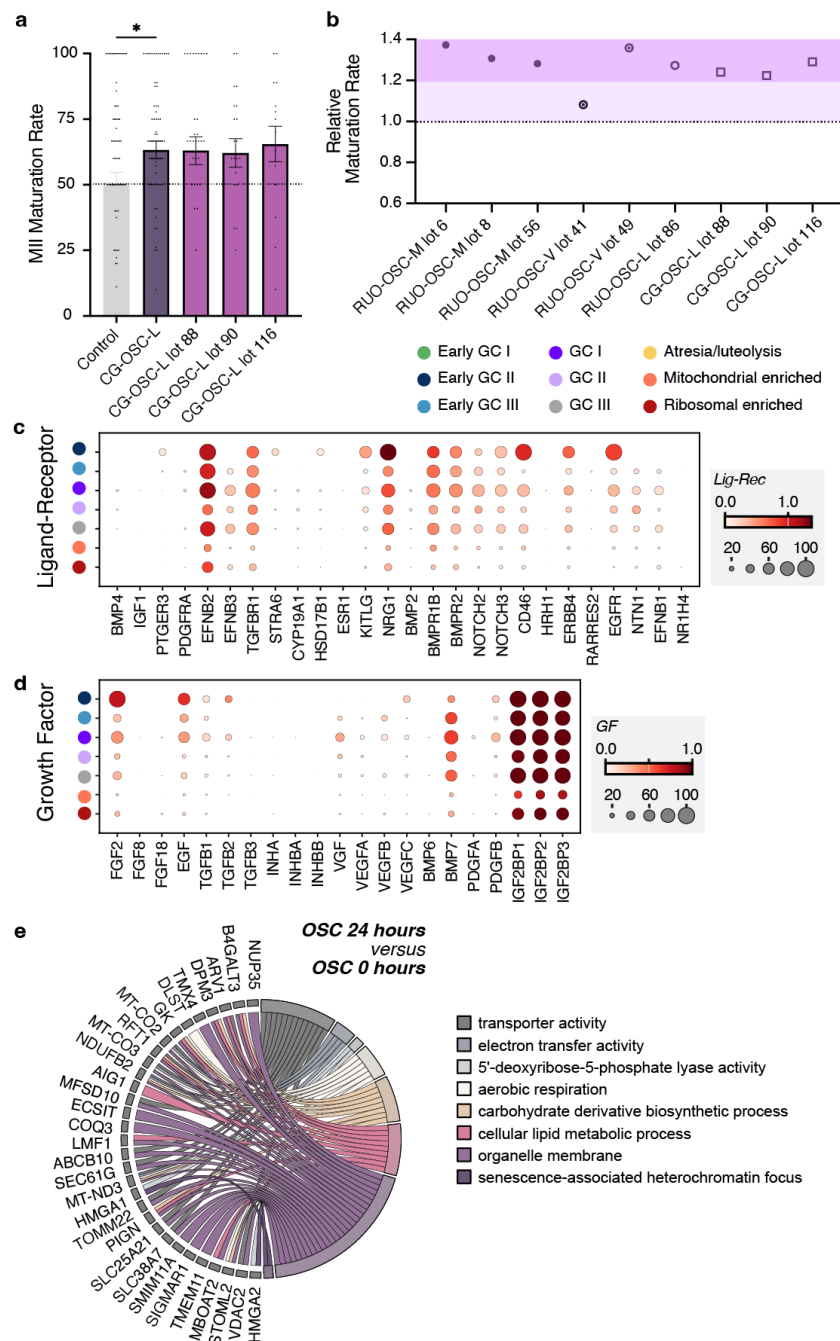 a
*
MII Maturation Rate
100
75
50
25
0
Control
CG-OSC-L
CG-OSC-L lot 88
CG-OSC-L lot 90
CG-OSC-L lot 116
b
Relative
Maturation Rate
1.4
1.2
1.0
0.8
0.6
RUO-OSC-M lot 6
RUO-OSC-M lot 8
RUO-OSC-M lot 56
RUO-OSC-V lot 41
RUO-OSC-V lot 49
RUO-OSC-L lot 86
CG-OSC-L lot 88
CG-OSC-L lot 90
CG-OSC-L lot 116
Early GC I
GC I
Atresia/luteolysis
Early GC II
GC II
Mitochondrial enriched
Early GC III
GC III
Ribosomal enriched
c
Ligand-Receptor
BMP4
IGF1
PTGER3
PDGFRA
EFNB2
EFNB3
TGFBR1
STRA6
CYP19A1
HSD17B1
ESR1
KITLG
NRG1
BMP2
BMPR1B
BMPR2
NOTCH2
NOTCH3
CD46
HRH1
ERBB4
RARRES2
EGFR
NTN1
EFNB1
NR1H4
Lig-Rec
0.0 1.0
20 60 100
d
Growth Factor
FGF2
FGF8
FGF18
EGF
TGFB1
TGFB2
TGFB3
INHA
INHBA
INHBB
VGF
VEGFA
VEGFB
VEGFC
BMP6
BMP7
PDGFA
PDGFB
IGF2BP1
IGF2BP2
IGF2BP3
GF
0.0 1.0
20 60 100
e
OSC 24 hours
versus
OSC 0 hours
NUP35
B4GALT3
ARV1
DPM3
TMX4
DLST
GK
MT-CO2
RFT1
MT-CO3
NDUFB2
AIG1
MFSD10
ECSIT
COQ3
LMF1
ABCB10
SEC61G
MT-ND3
HMGA1
TOMM22
PIGN
SLC25A21
SLC38A7
SMIM11A
SIGMAR1
TMEM11
MBOAT2
STOML2
VDAC2
HMGA2
transporter activity
electron transfer activity
5'-deoxyribose-5-phosphate lyase activity
aerobic respiration
carbohydrate derivative biosynthetic process
cellular lipid metabolic process
organelle membrane
senescence-associated heterochromatin focus